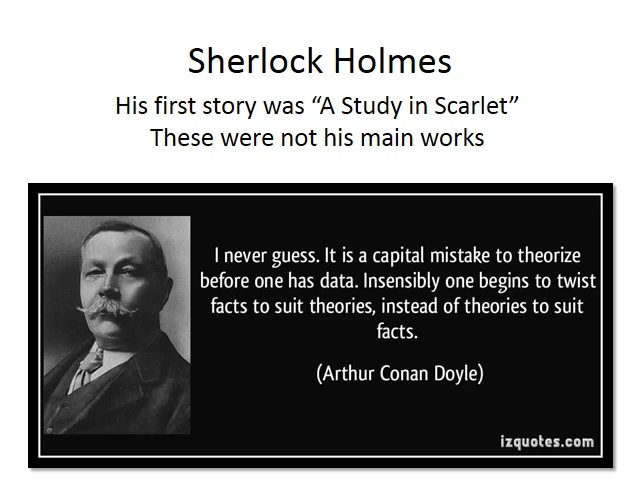 Sherlock Holmes
His first story was “A Study in Scarlet”
These were not his main works
I never guess. It is a capital mistake to theorize
before one has data. Insensibly one begins to twist
facts to suit theories, instead of theories to suit
facts.
(Arthur Conan Doyle)
izquotes.com